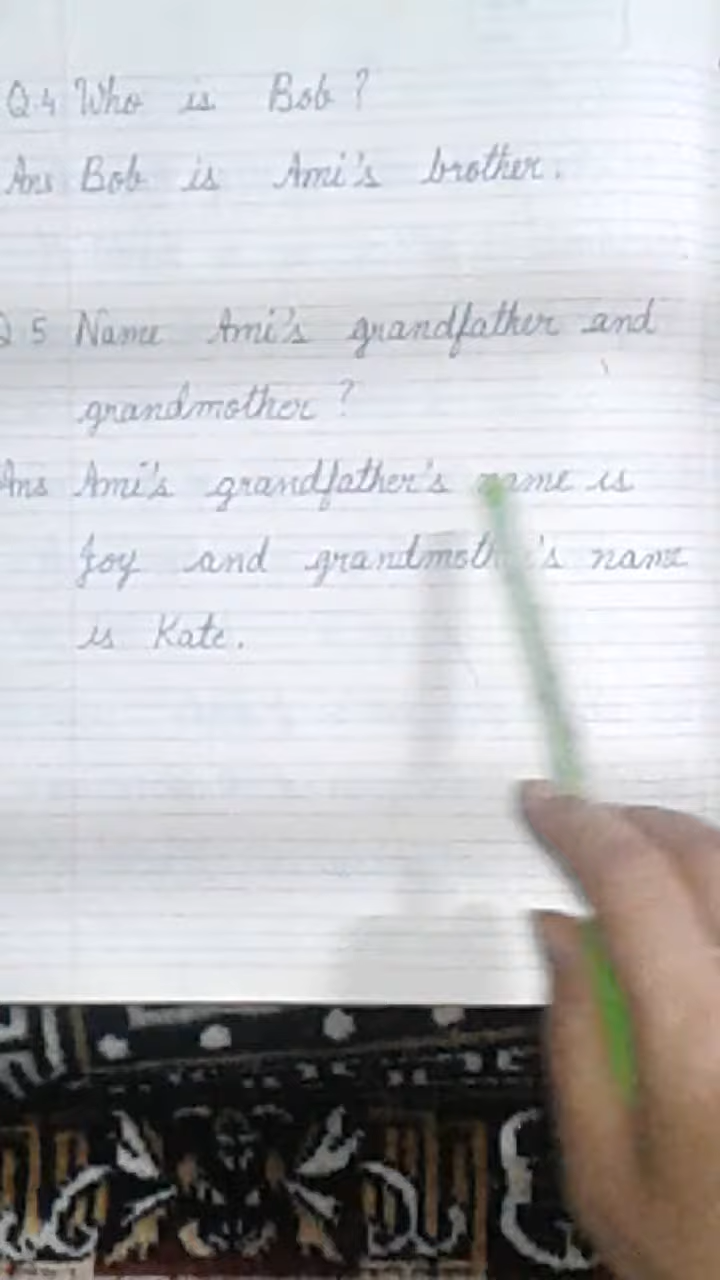 Q.4 Who is Bob?
Ans Bob is Ami's brother.
Q 5 Name Ami's grandfather and
grandmother?
Ans Ami's grandfather's name is
Joy and grandmother's name
is Kate.